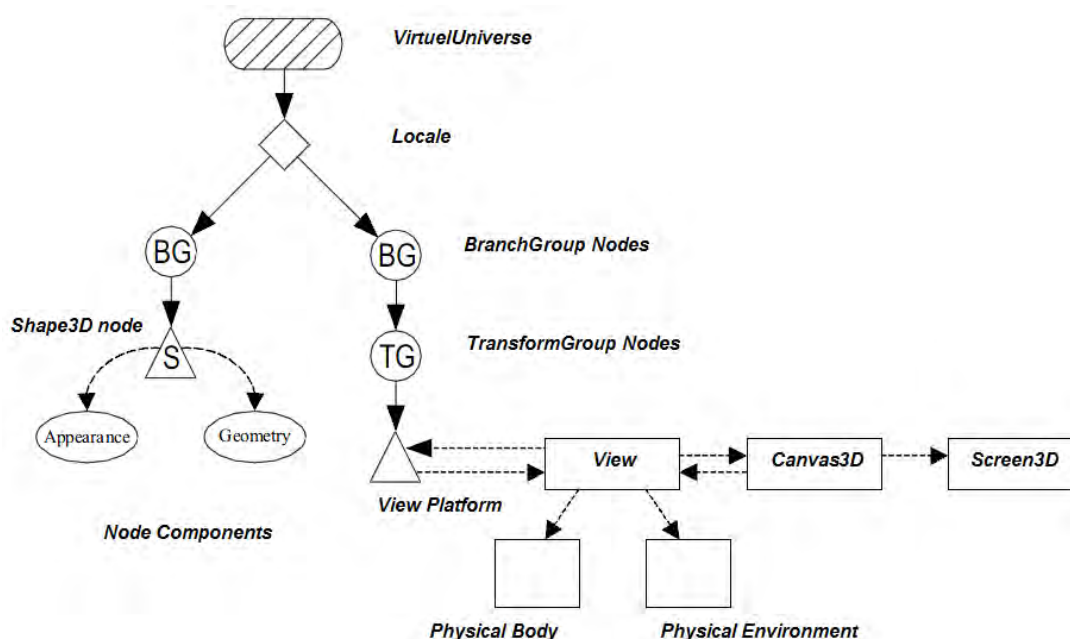 VirtuelUniverse
Locale
BG
BG
BranchGroup Nodes
Shape3D node
S
TG
TransformGroup Nodes
Appearance
Geometry
View
Canvas3D
Screen3D
View Platform
Node Components
Physical Body
Physical Environment